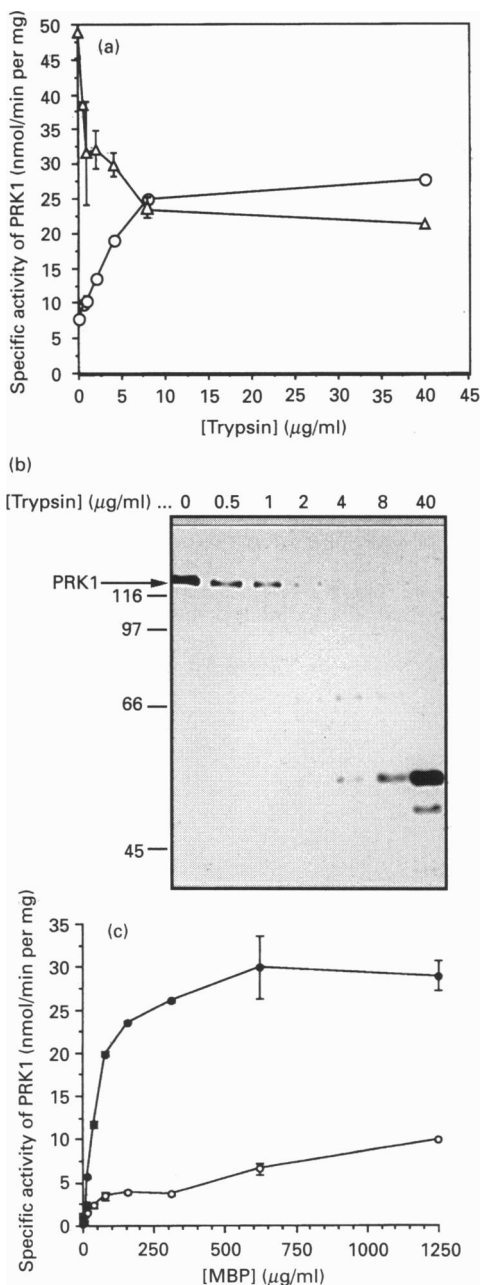 (a)
Specific activity of PRK1 (nmol/min per mg)
50
45
40
35
30
25
20
15
10
5
0
0 5 10 15 20 25 30 35 40 45
[Trypsin] (μg/ml)
(b)
[Trypsin] (μg/ml) ... 0 0.5 1 2 4 8 40
PRK1
116
97
66
45
(c)
Specific activity of PRK1 (nmol/min per mg)
35
30
25
20
15
10
5
0
0 250 500 750 1000 1250
[MBP] (μg/ml)